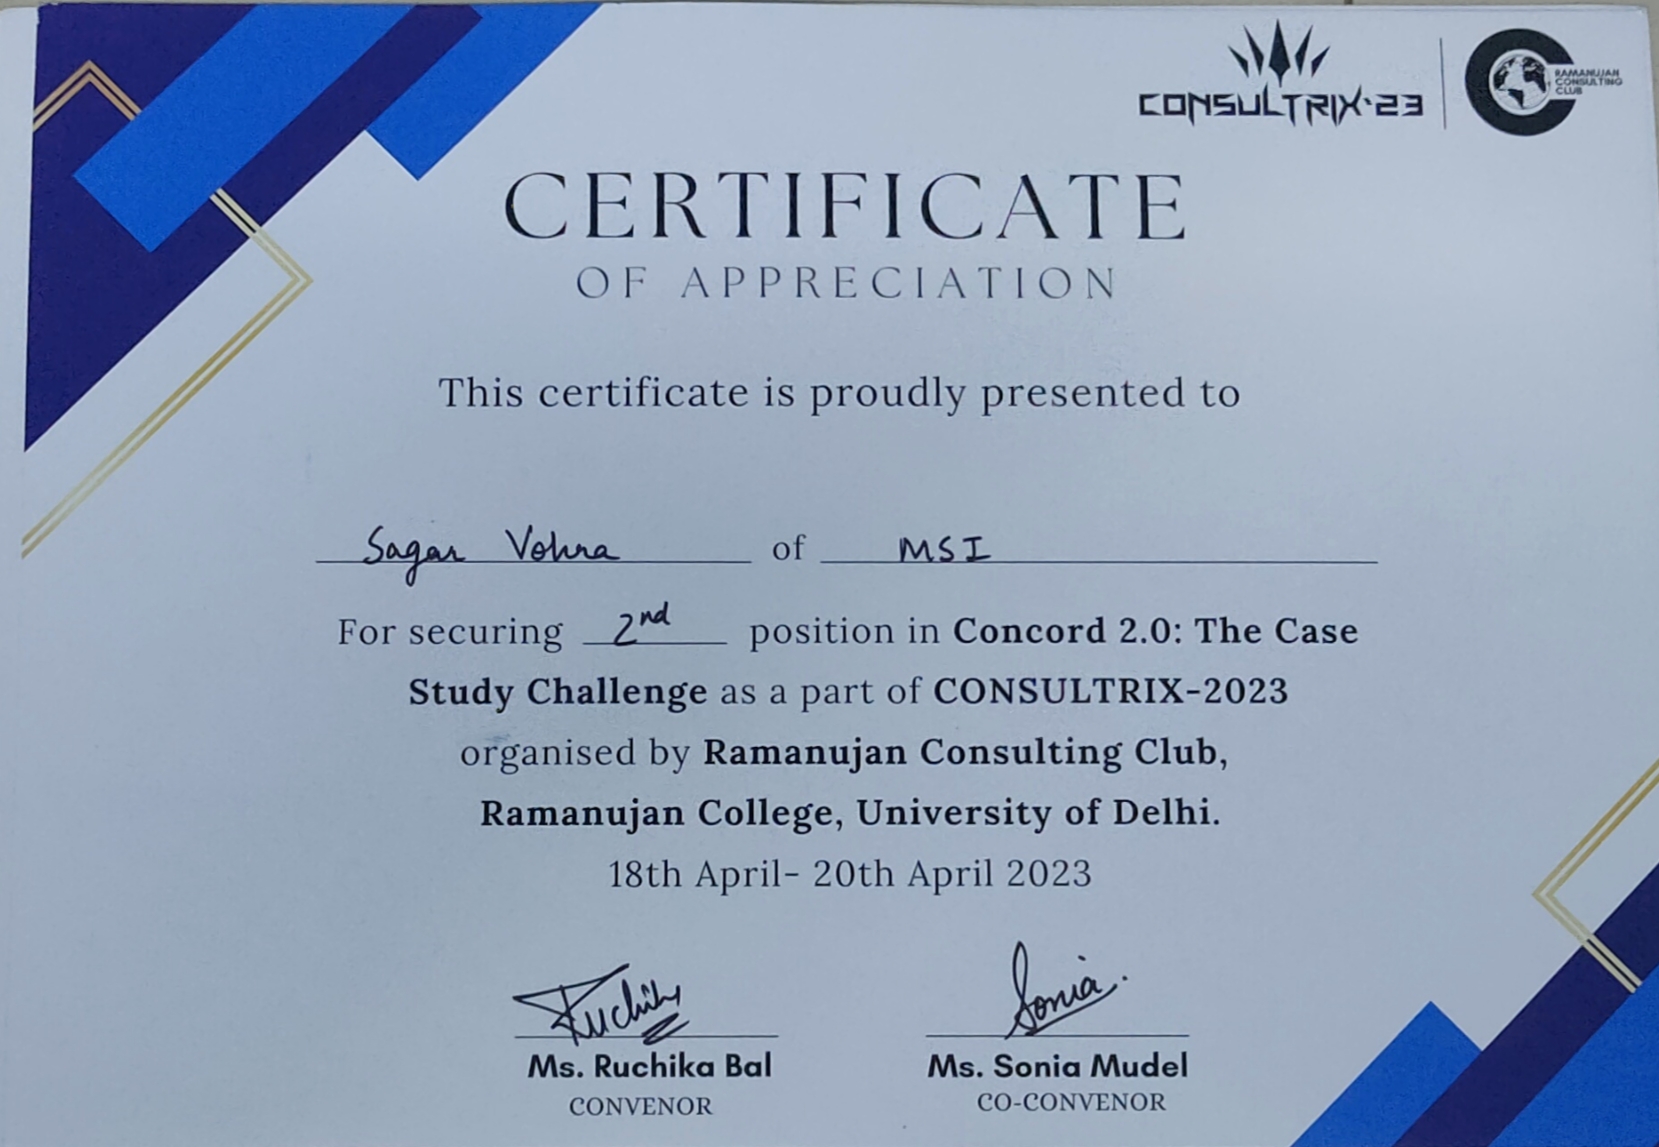 CONSULTRIX'23
RAMANUJAN
CONSULTING
CLUB
CERTIFICATE
OF APPRECIATION
This certificate is proudly presented to
Sagar Vohra of MSI
For securing 2nd position in Concord 2.0: The Case
Study Challenge as a part of CONSULTRIX-2023
organised by Ramanujan Consulting Club,
Ramanujan College, University of Delhi.
18th April- 20th April 2023
Ruchika Sonia.
Ms. Ruchika Bal Ms. Sonia Mudel
CONVENOR CO-CONVENOR